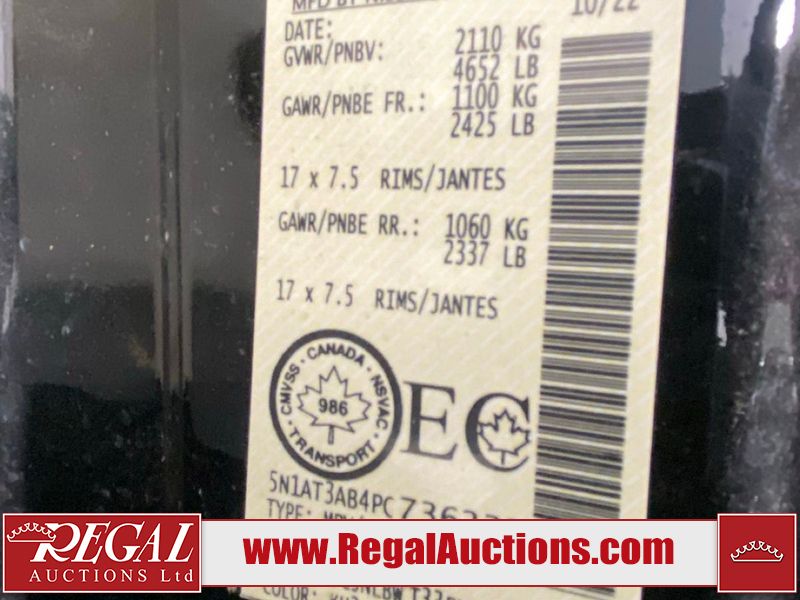 10/22
DATE:
GVWR/PNBV: 2110 KG
4652 LB
GAWR/PNBE FR.: 1100 KG
2425 LB
17 x 7.5 RIMS/JANTES
GAWR/PNBE RR.: 1060 KG
2337 LB
17 x 7.5 RIMS/JANTES
CMVSS · CANADA · NSVAC
986
TRANSPORT
EC
5N1AT3AB4PC
TYPE:
COLOR:
REGAL
AUCTIONS Ltd
www.RegalAuctions.com